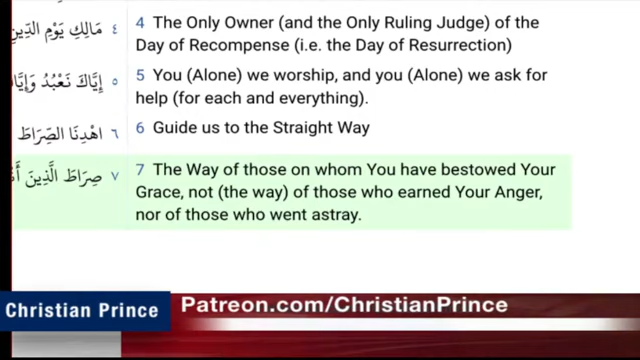 مَالِكِ يَوْمِ الدِّينِ ٤
4 The Only Owner (and the Only Ruling Judge) of the
Day of Recompense (i.e. the Day of Resurrection)
إِيَّاكَ نَعْبُدُ ٥
5 You (Alone) we worship, and you (Alone) we ask for
help (for each and everything).
اهْدِنَا الصِّرَاطَ ٦
6 Guide us to the Straight Way
صِرَاطَ الَّذِينَ ٧
7 The Way of those on whom You have bestowed Your
Grace, not (the way) of those who earned Your Anger,
nor of those who went astray.
Christian Prince
Patreon.com/ChristianPrince